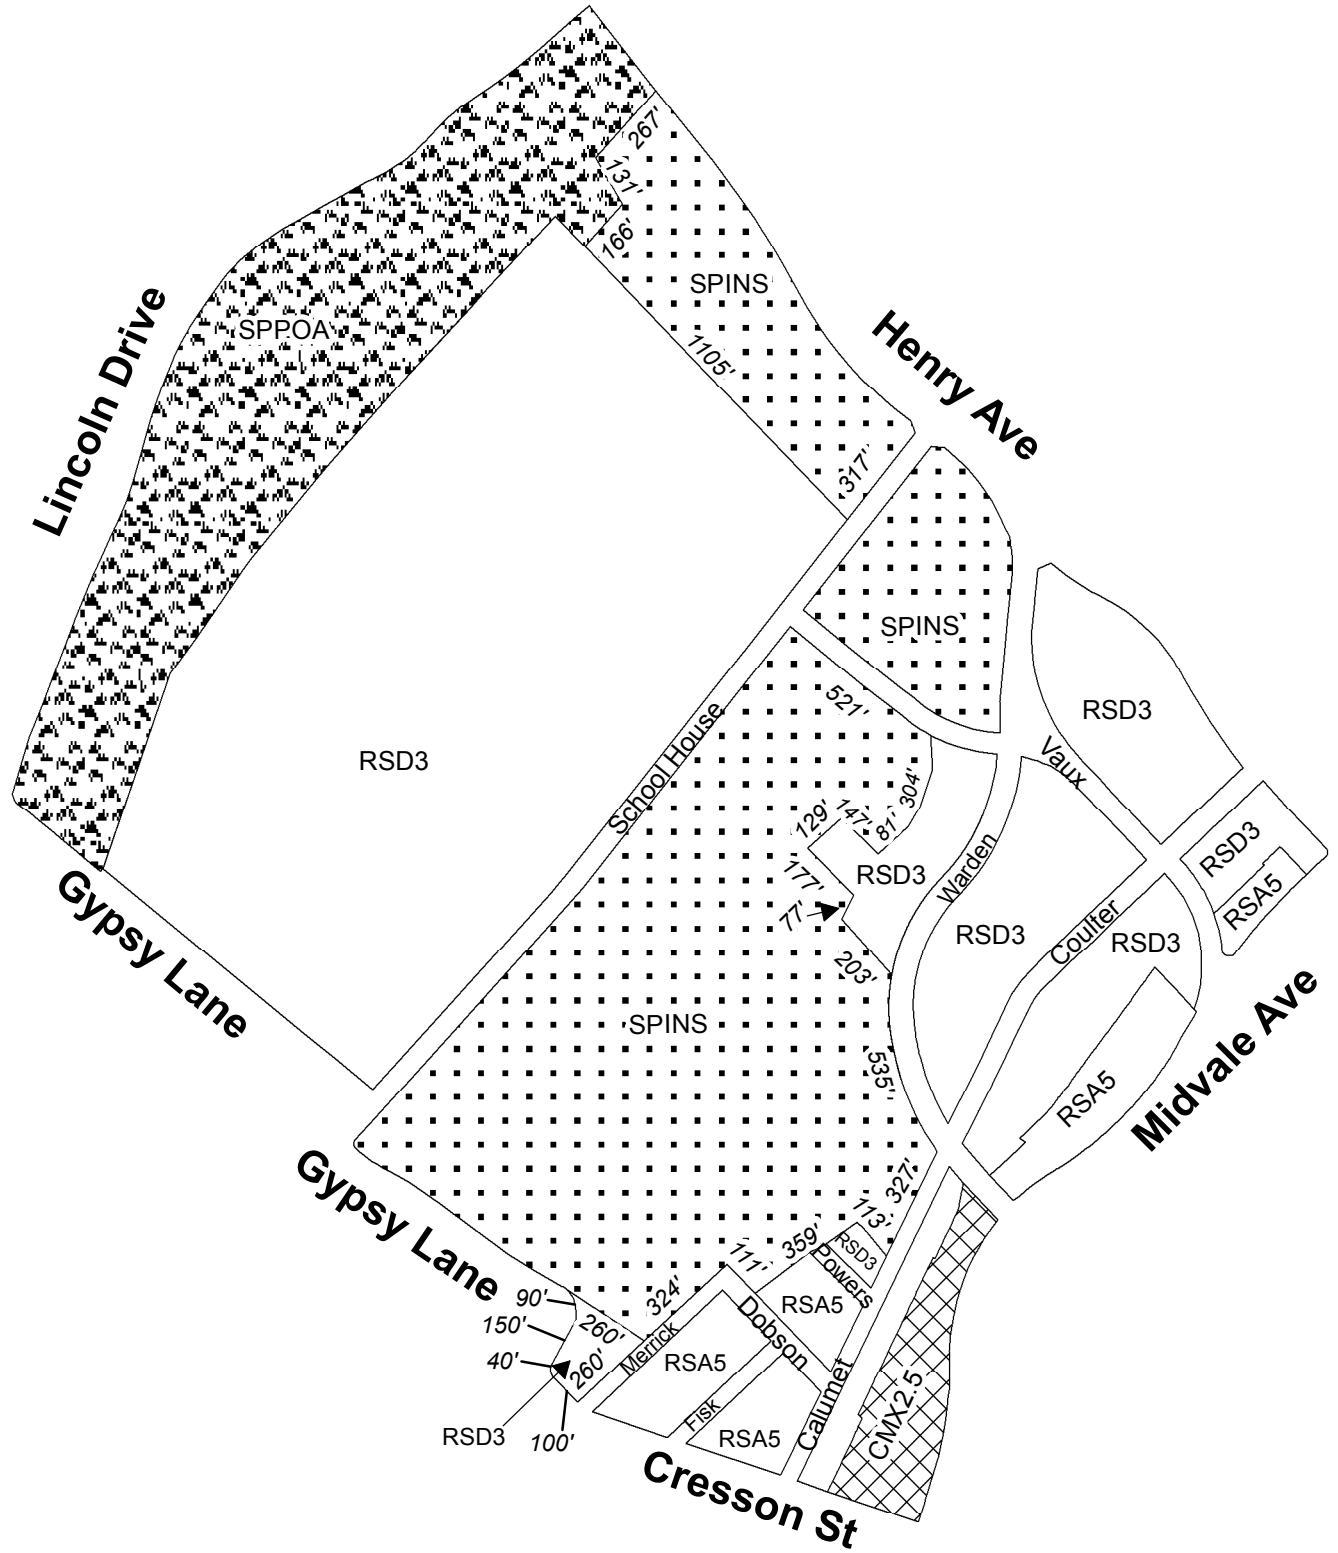 267'
131'
166'
SPINS
Lincoln Drive
SPPOA
Henry Ave
1105'
317'
SPINS
521'
RSD3
RSD3
School House
Vaux
304'
129'
147'
81'
RSD3
177'
RSD3
Warden
77'
RSA5
Gypsy Lane
RSD3
Coulter
RSD3
203'
SPINS
Midvale Ave
535'
RSA5
Gypsy Lane
327'
113'
359'
RSD3
111'
Powers
324'
90'
RSA5
150'
260'
Dobson
Merrick
40'
260'
RSA5
Calumet
CMX2.5
Fisk
RSD3
100'
RSA5
Cresson St